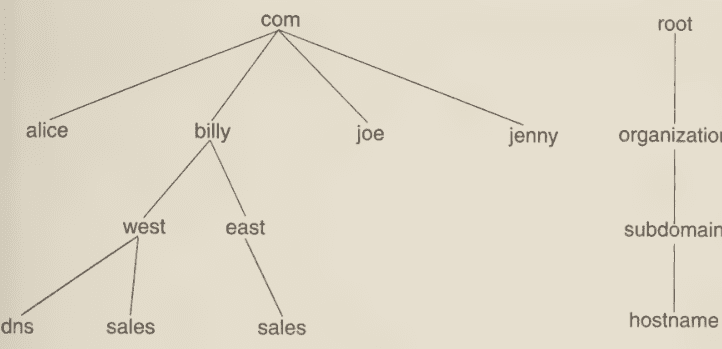 com root
alice billy joe jenny organization
west east subdomain
dns sales sales hostname